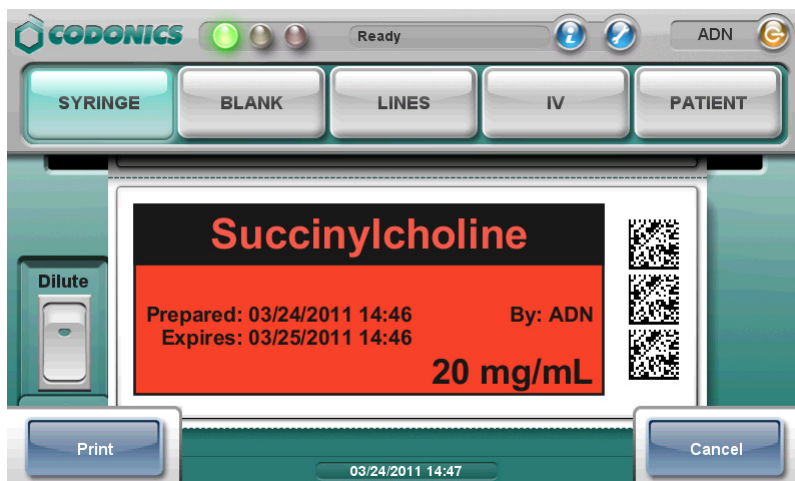 CODONICS Ready ADN
SYRINGE BLANK LINES IV PATIENT
Succinylcholine
Dilute
Prepared: 03/24/2011 14:46 By: ADN
Expires: 03/25/2011 14:46
20 mg/mL
Print Cancel
03/24/2011 14:47